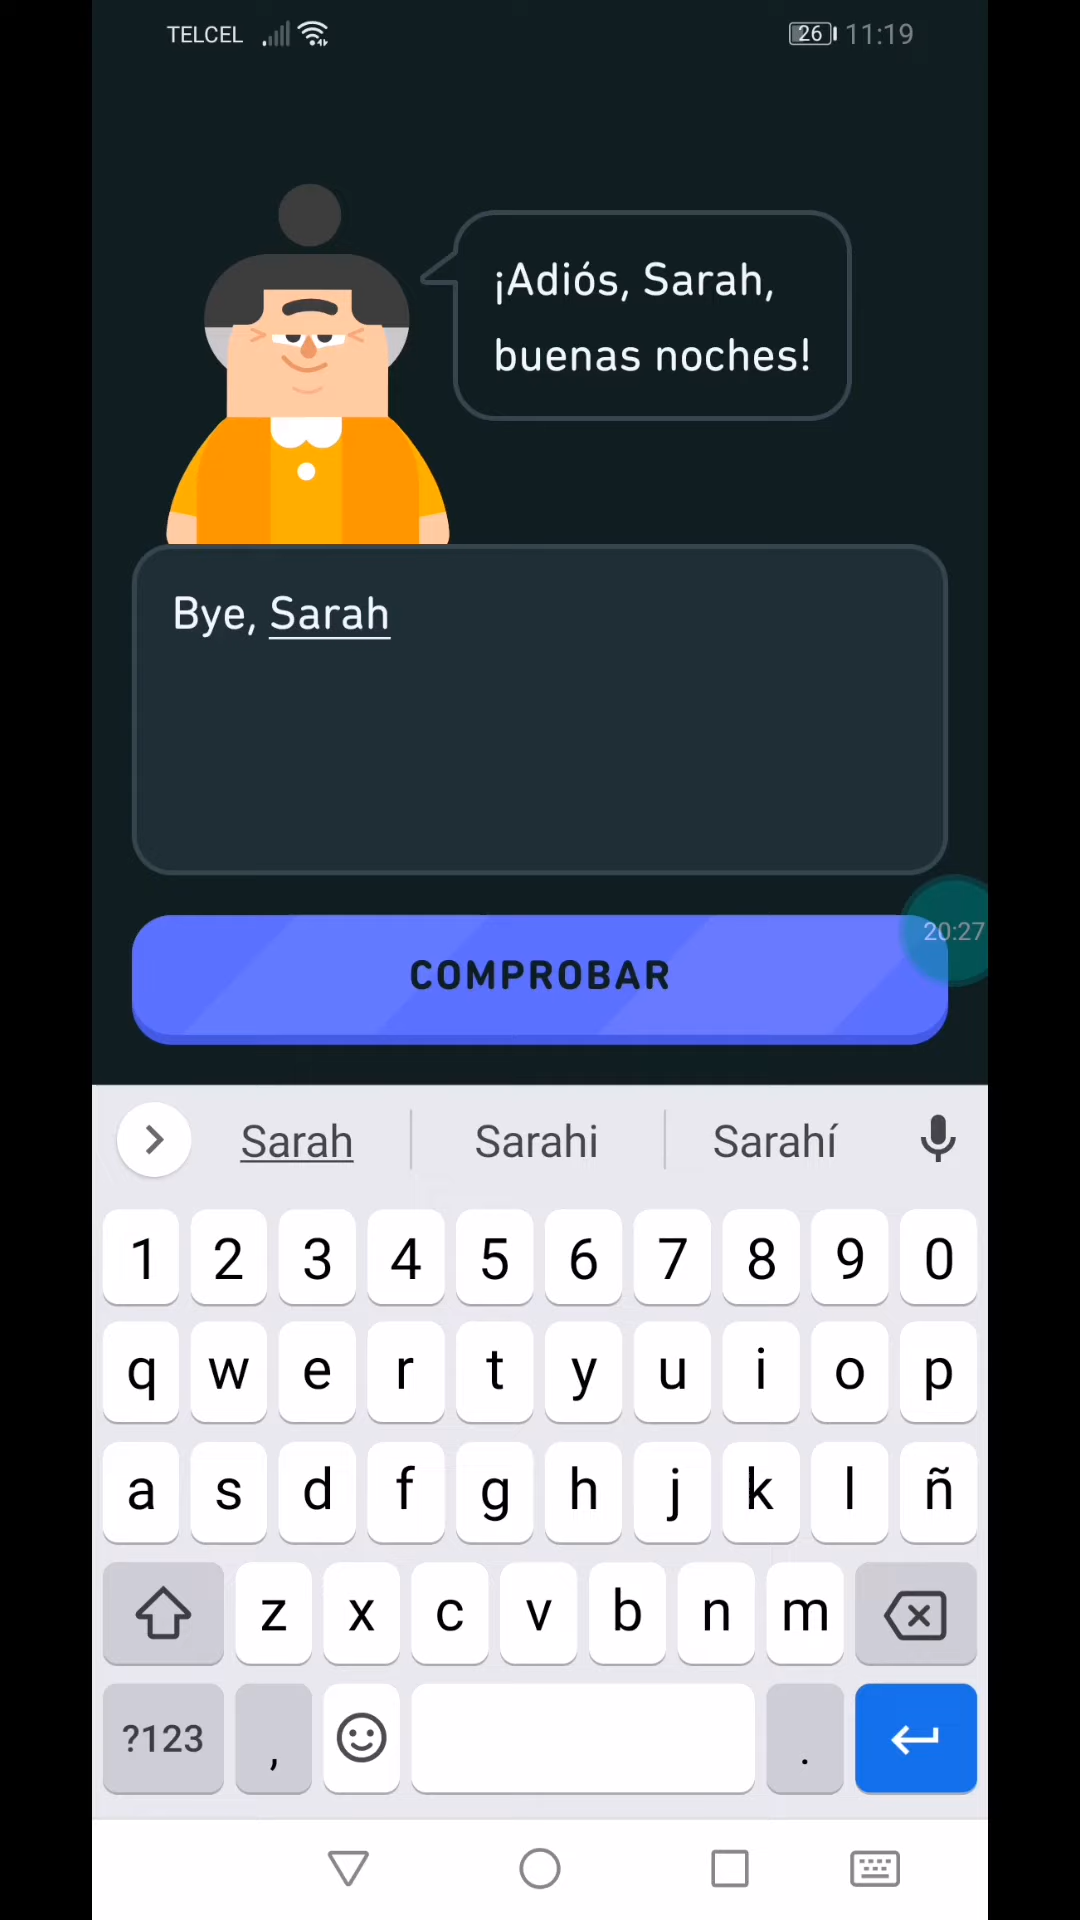 TELCEL 26 11:19
¡Adiós, Sarah,
buenas noches!
Bye, Sarah
20:27
COMPROBAR
Sarah Sarahi Sarahí
1 2 3 4 5 6 7 8 9 0
q w e r t y u i o p
a s d f g h j k l ñ
z x c v b n m
?123 , .